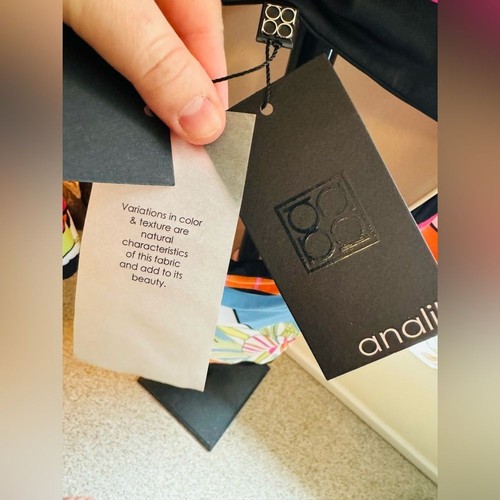 Variations in color
& texture are
natural
characteristics
of this fabric
and add to its
beauty.
anali